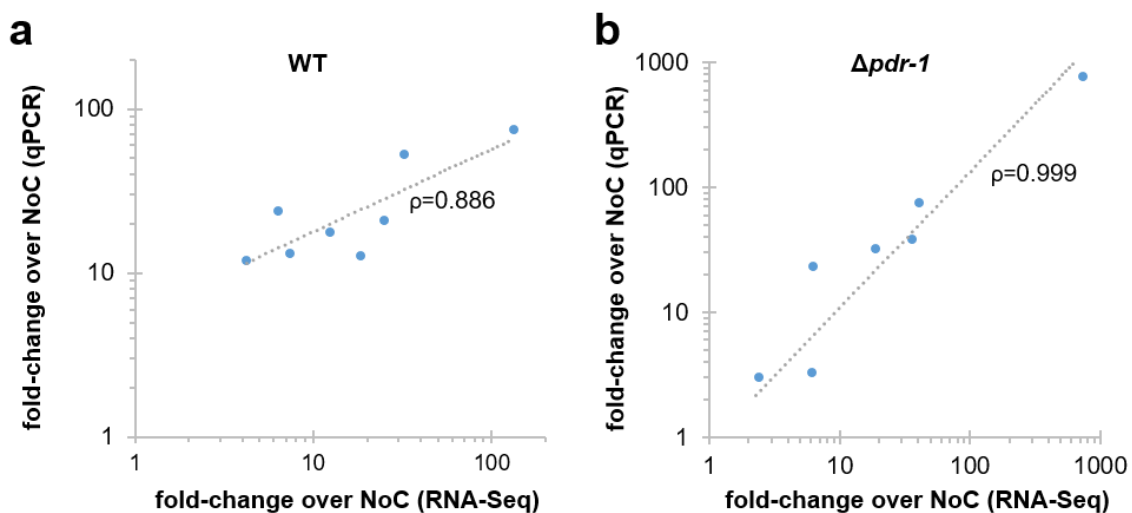 a
WT
fold-change over NoC (qPCR)
100
10
1
ρ=0.886
1
10
100
fold-change over NoC (RNA-Seq)
b
Δpdr-1
fold-change over NoC (qPCR)
1000
100
10
1
ρ=0.999
1
10
100
1000
fold-change over NoC (RNA-Seq)